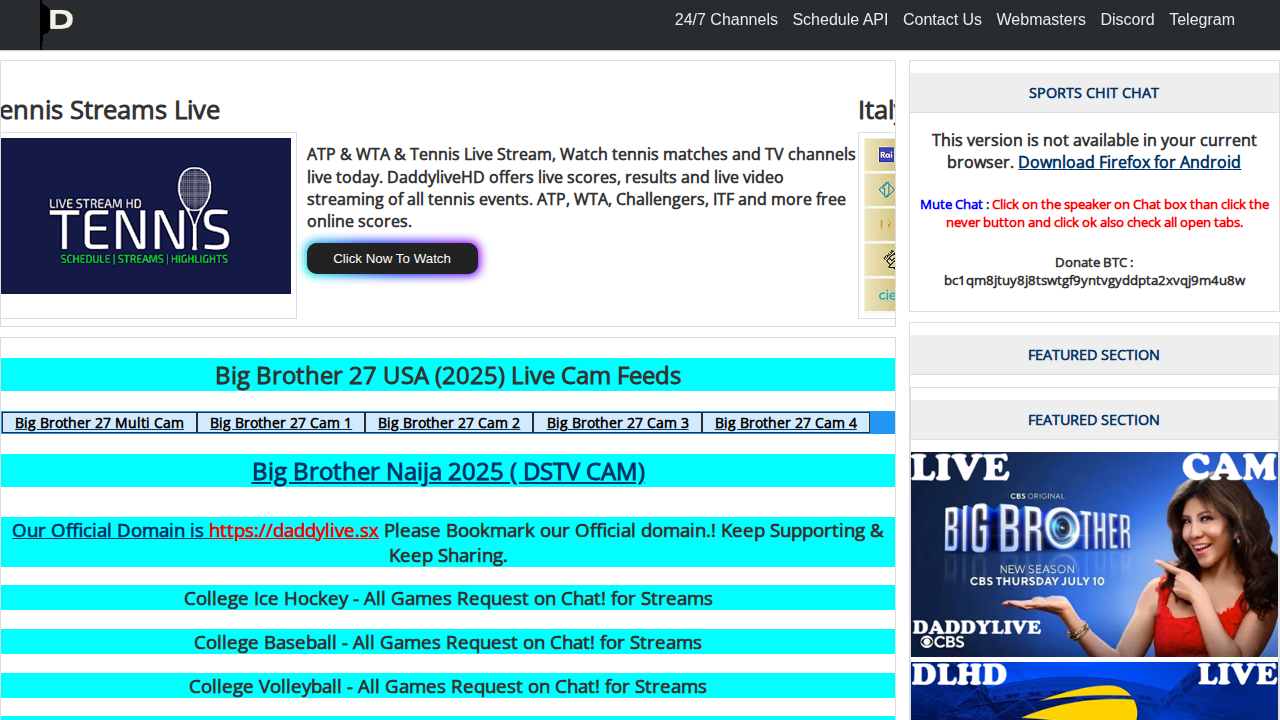 D
24/7 Channels Schedule API Contact Us Webmasters Discord Telegram
ennis Streams Live
Italy
LIVE STREAM HD
TENNIS
SCHEDULE | STREAMS | HIGHLIGHTS
ATP & WTA & Tennis Live Stream, Watch tennis matches and TV channels
live today. DaddyliveHD offers live scores, results and live video
streaming of all tennis events. ATP, WTA, Challengers, ITF and more free
online scores.
Click Now To Watch
Rai
cie
Big Brother 27 USA (2025) Live Cam Feeds
Big Brother 27 Multi Cam Big Brother 27 Cam 1 Big Brother 27 Cam 2 Big Brother 27 Cam 3 Big Brother 27 Cam 4
Big Brother Naija 2025 ( DSTV CAM)
Our Official Domain is https://daddylive.sx Please Bookmark our Official domain.! Keep Supporting &
Keep Sharing.
College Ice Hockey - All Games Request on Chat! for Streams
College Baseball - All Games Request on Chat! for Streams
College Volleyball - All Games Request on Chat! for Streams
SPORTS CHIT CHAT
This version is not available in your current
browser. Download Firefox for Android
Mute Chat : Click on the speaker on Chat box than click the
never button and click ok also check all open tabs.
Donate BTC :
bc1qm8jtuy8j8tswtgf9yntvgyddpta2xvqj9m4u8w
FEATURED SECTION
FEATURED SECTION
LIVE CAM
CBS ORIGINAL
BIG BROTHER
NEW SEASON
CBS THURSDAY JULY 10
DADDYLIVE
CBS
DLHD LIVE